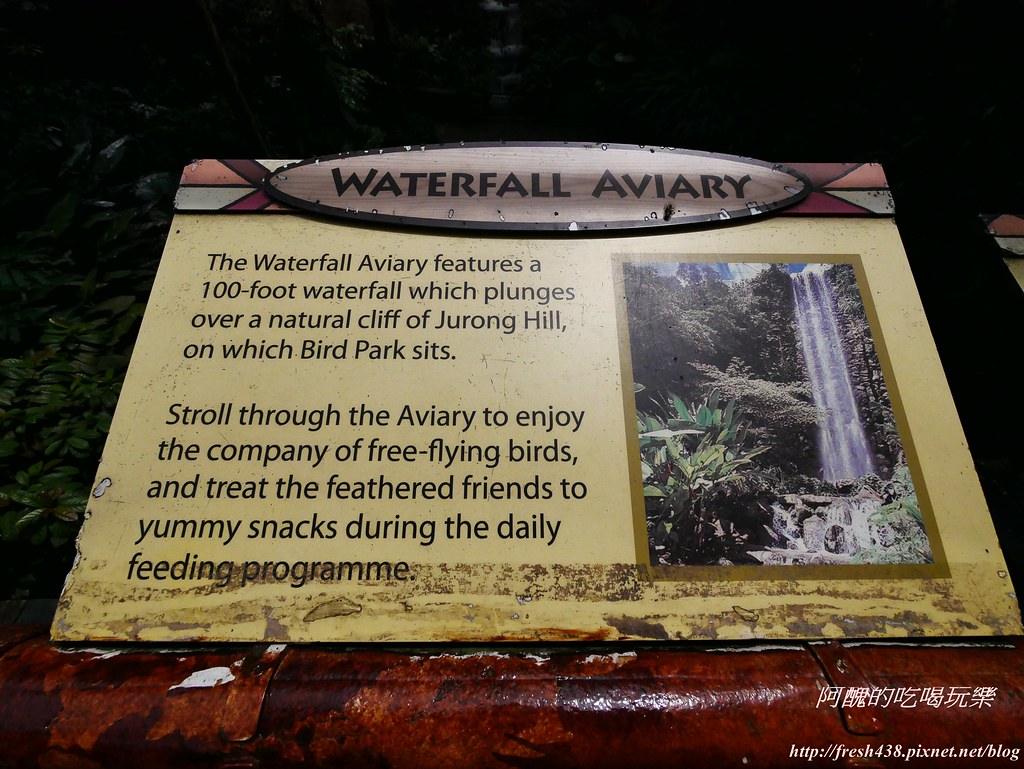 WATERFALL AVIARY
The Waterfall Aviary features a
100-foot waterfall which plunges
over a natural cliff of Jurong Hill,
on which Bird Park sits.
Stroll through the Aviary to enjoy
the company of free-flying birds,
and treat the feathered friends to
yummy snacks during the daily
feeding programme.
阿醜的吃喝玩樂
http://fresh438.pixnet.net/blog